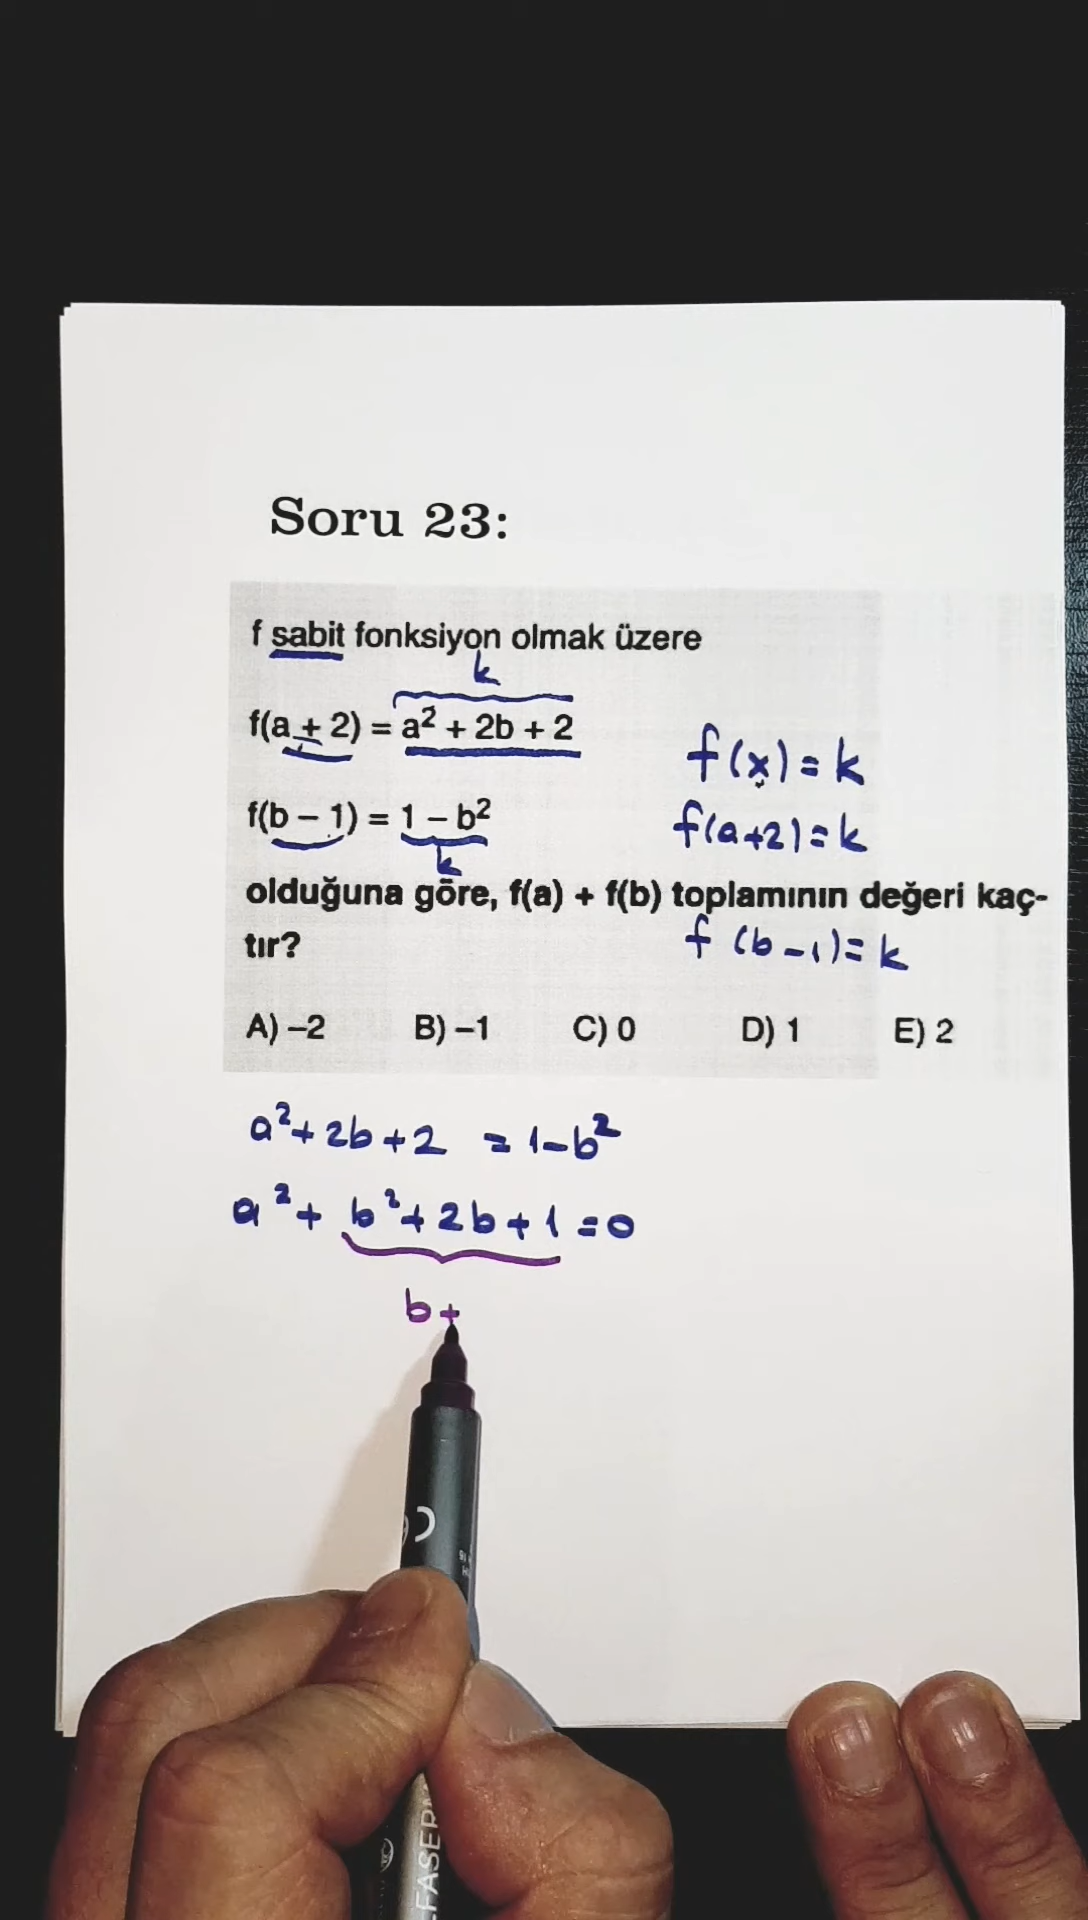 Soru 23:
f sabit fonksiyon olmak üzere
k
f(a + 2) = a² + 2b + 2
f(x) = k
f(b − 1) = 1 − b²
f(a+2) = k
k
olduğuna göre, f(a) + f(b) toplamının değeri kaç-
tır?
f (b-1) = k
A) –2 B) –1 C) 0 D) 1 E) 2
a² + 2b + 2 = 1 - b²
a² + b² + 2b + 1 = 0
b +